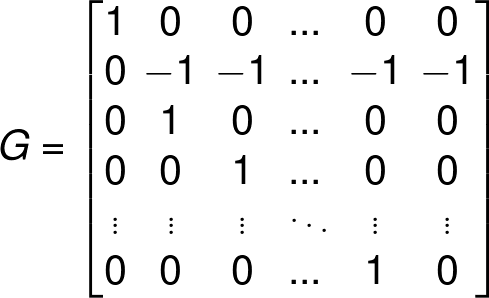 1 0 0 ... 0 0
0 −1 −1 ... −1 −1
0 1 0 ... 0 0
G = 0 0 1 ... 0 0
⋮ ⋮ ⋮ ⋱ ⋮ ⋮
0 0 0 ... 1 0